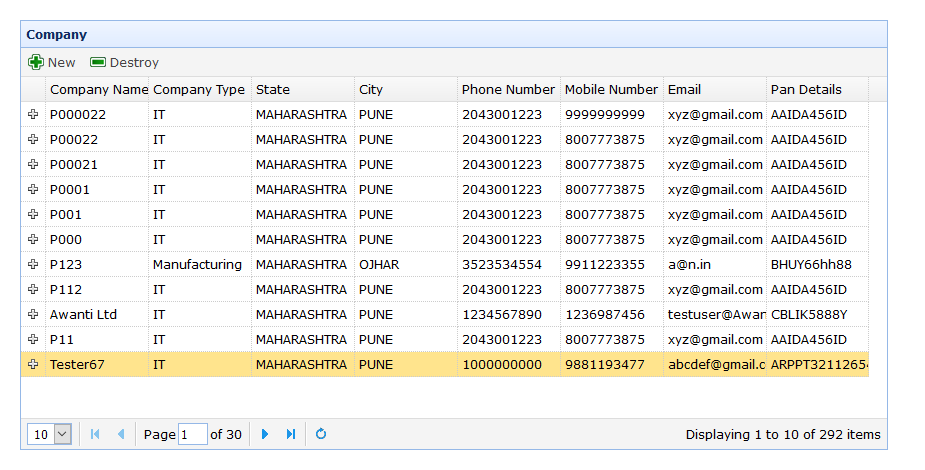 Company
New Destroy
Company Name Company Type State City Phone Number Mobile Number Email Pan Details
P000022 IT MAHARASHTRA PUNE 2043001223 9999999999 xyz@gmail.com AAIDA456ID
P00022 IT MAHARASHTRA PUNE 2043001223 8007773875 xyz@gmail.com AAIDA456ID
P00021 IT MAHARASHTRA PUNE 2043001223 8007773875 xyz@gmail.com AAIDA456ID
P0001 IT MAHARASHTRA PUNE 2043001223 8007773875 xyz@gmail.com AAIDA456ID
P001 IT MAHARASHTRA PUNE 2043001223 8007773875 xyz@gmail.com AAIDA456ID
P000 IT MAHARASHTRA PUNE 2043001223 8007773875 xyz@gmail.com AAIDA456ID
P123 Manufacturing MAHARASHTRA OJHAR 3523534554 9911223355 a@n.in BHUY66hh88
P112 IT MAHARASHTRA PUNE 2043001223 8007773875 xyz@gmail.com AAIDA456ID
Awanti Ltd IT MAHARASHTRA PUNE 1234567890 1236987456 testuser@Awan CBLIK5888Y
P11 IT MAHARASHTRA PUNE 2043001223 8007773875 xyz@gmail.com AAIDA456ID
Tester67 IT MAHARASHTRA PUNE 1000000000 9881193477 abcdef@gmail.c ARPPT32112654
10 Page 1 of 30 Displaying 1 to 10 of 292 items